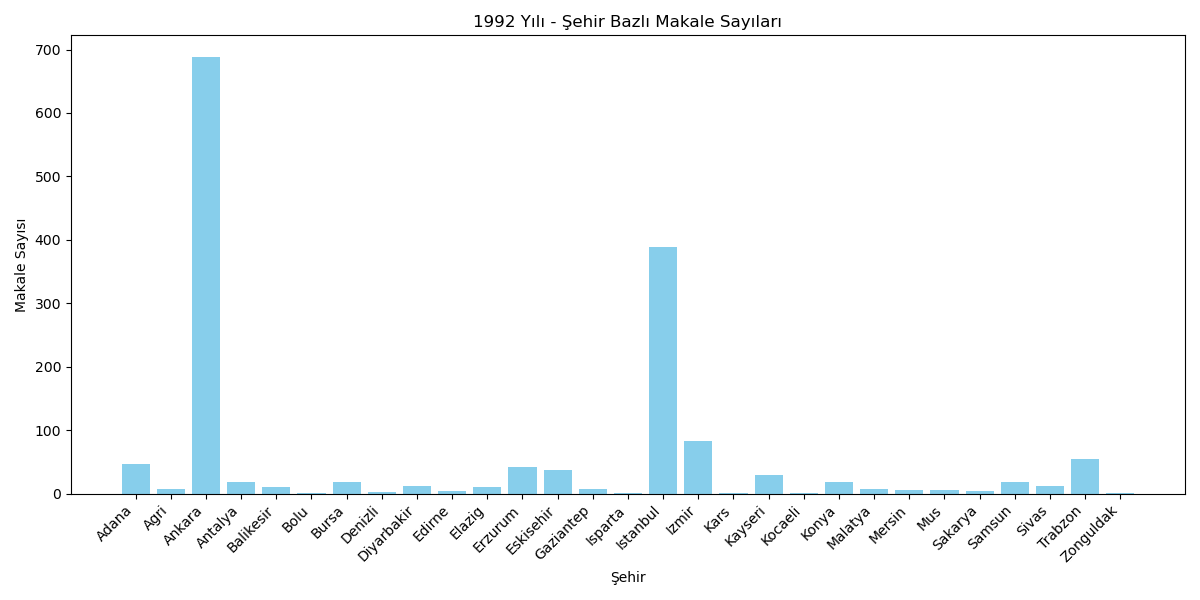 1992 Yılı - Şehir Bazlı Makale Sayıları
Makale Sayısı
700
600
500
400
300
200
100
0
Adana
Agri
Ankara
Antalya
Balikesir
Bolu
Bursa
Denizli
Diyarbakir
Edirne
Elazig
Erzurum
Eskisehir
Gaziantep
Isparta
Istanbul
Izmir
Kars
Kayseri
Kocaeli
Konya
Malatya
Mersin
Mus
Sakarya
Samsun
Sivas
Trabzon
Zonguldak
Şehir